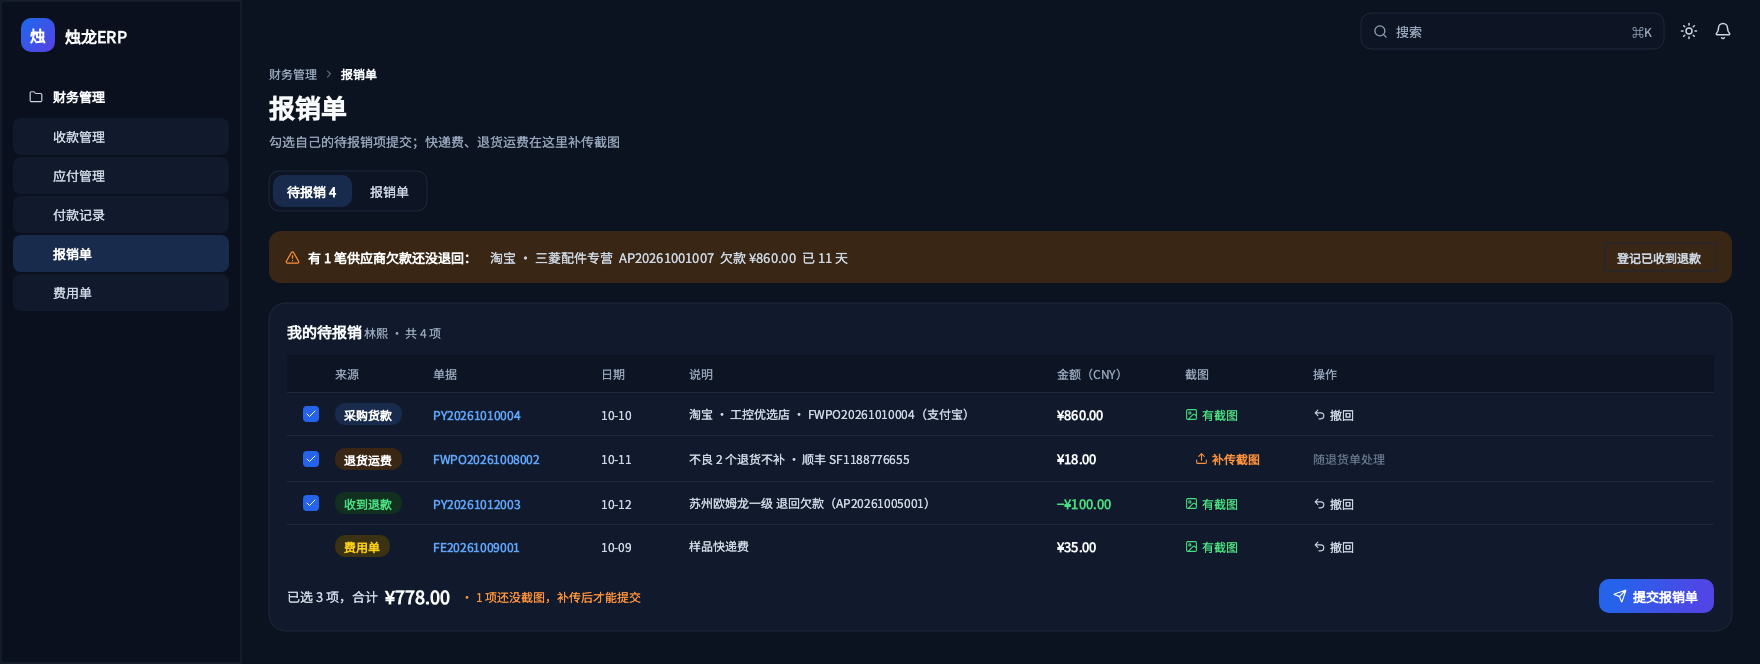 烛 烛龙ERP
搜索 ⌘K
财务管理
收款管理
应付管理
付款记录
报销单
费用单
财务管理 > 报销单
报销单
勾选自己的待报销项提交；快递费、退货运费在这里补传截图
待报销 4 报销单
有 1 笔供应商欠款还没退回： 淘宝 · 三菱配件专营 AP20261001007 欠款 ¥860.00 已 11 天 登记已收到退款
我的待报销 林熙 · 共 4 项
来源 单据 日期 说明 金额（CNY） 截图 操作
采购货款 PY20261010004 10-10 淘宝 · 工控优选店 · FWPO20261010004（支付宝） ¥860.00 有截图 撤回
退货运费 FWPO20261008002 10-11 不良 2 个退货不补 · 顺丰 SF1188776655 ¥18.00 补传截图 随退货单处理
收到退款 PY20261012003 10-12 苏州欧姆龙一级 退回欠款（AP20261005001） −¥100.00 有截图 撤回
费用单 FE20261009001 10-09 样品快递费 ¥35.00 有截图 撤回
已选 3 项，合计 ¥778.00 · 1 项还没截图，补传后才能提交 提交报销单